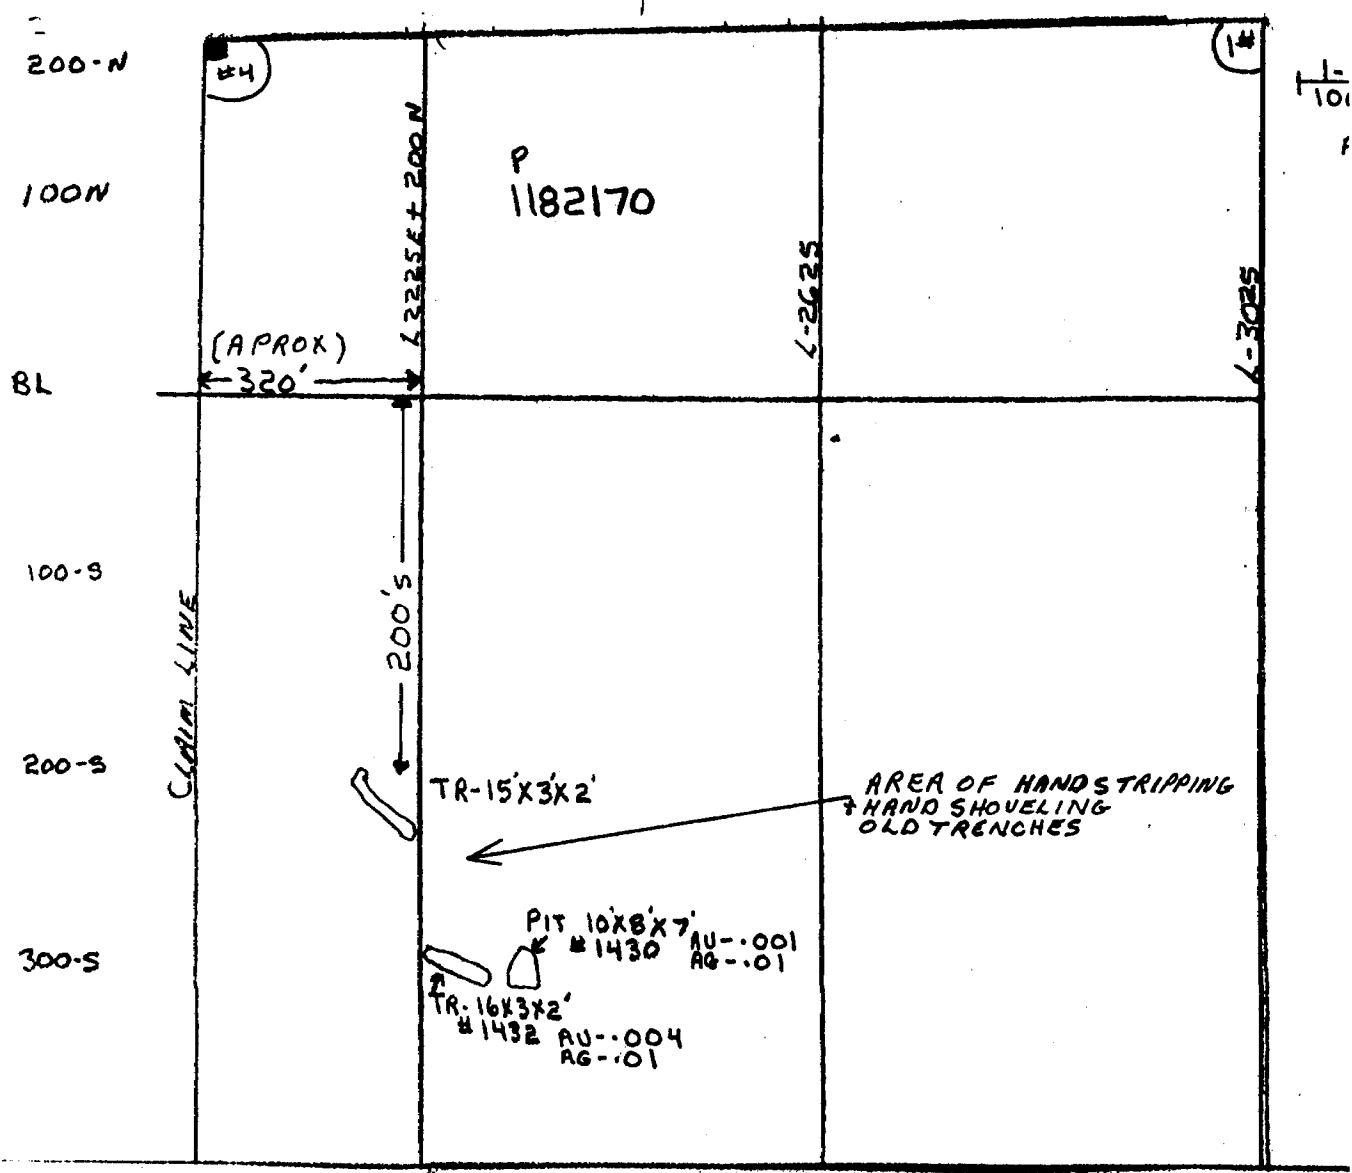 200-N
#4
1#
1-
100N
L2225E+200N
P
1182170
L-2625
L-3025
(APROX)
320'
BL
100-S
200's
CLAIM LINE
200-S
TR-15'X3'X2'
AREA OF HANDSTRIPPING
+ HAND SHOVELING
OLD TRENCHES
PIT 10'X8'X7'
#1430
AU-.001
AG-.01
300-S
TR-16X3X2'
#1432
AU-.004
AG-.01